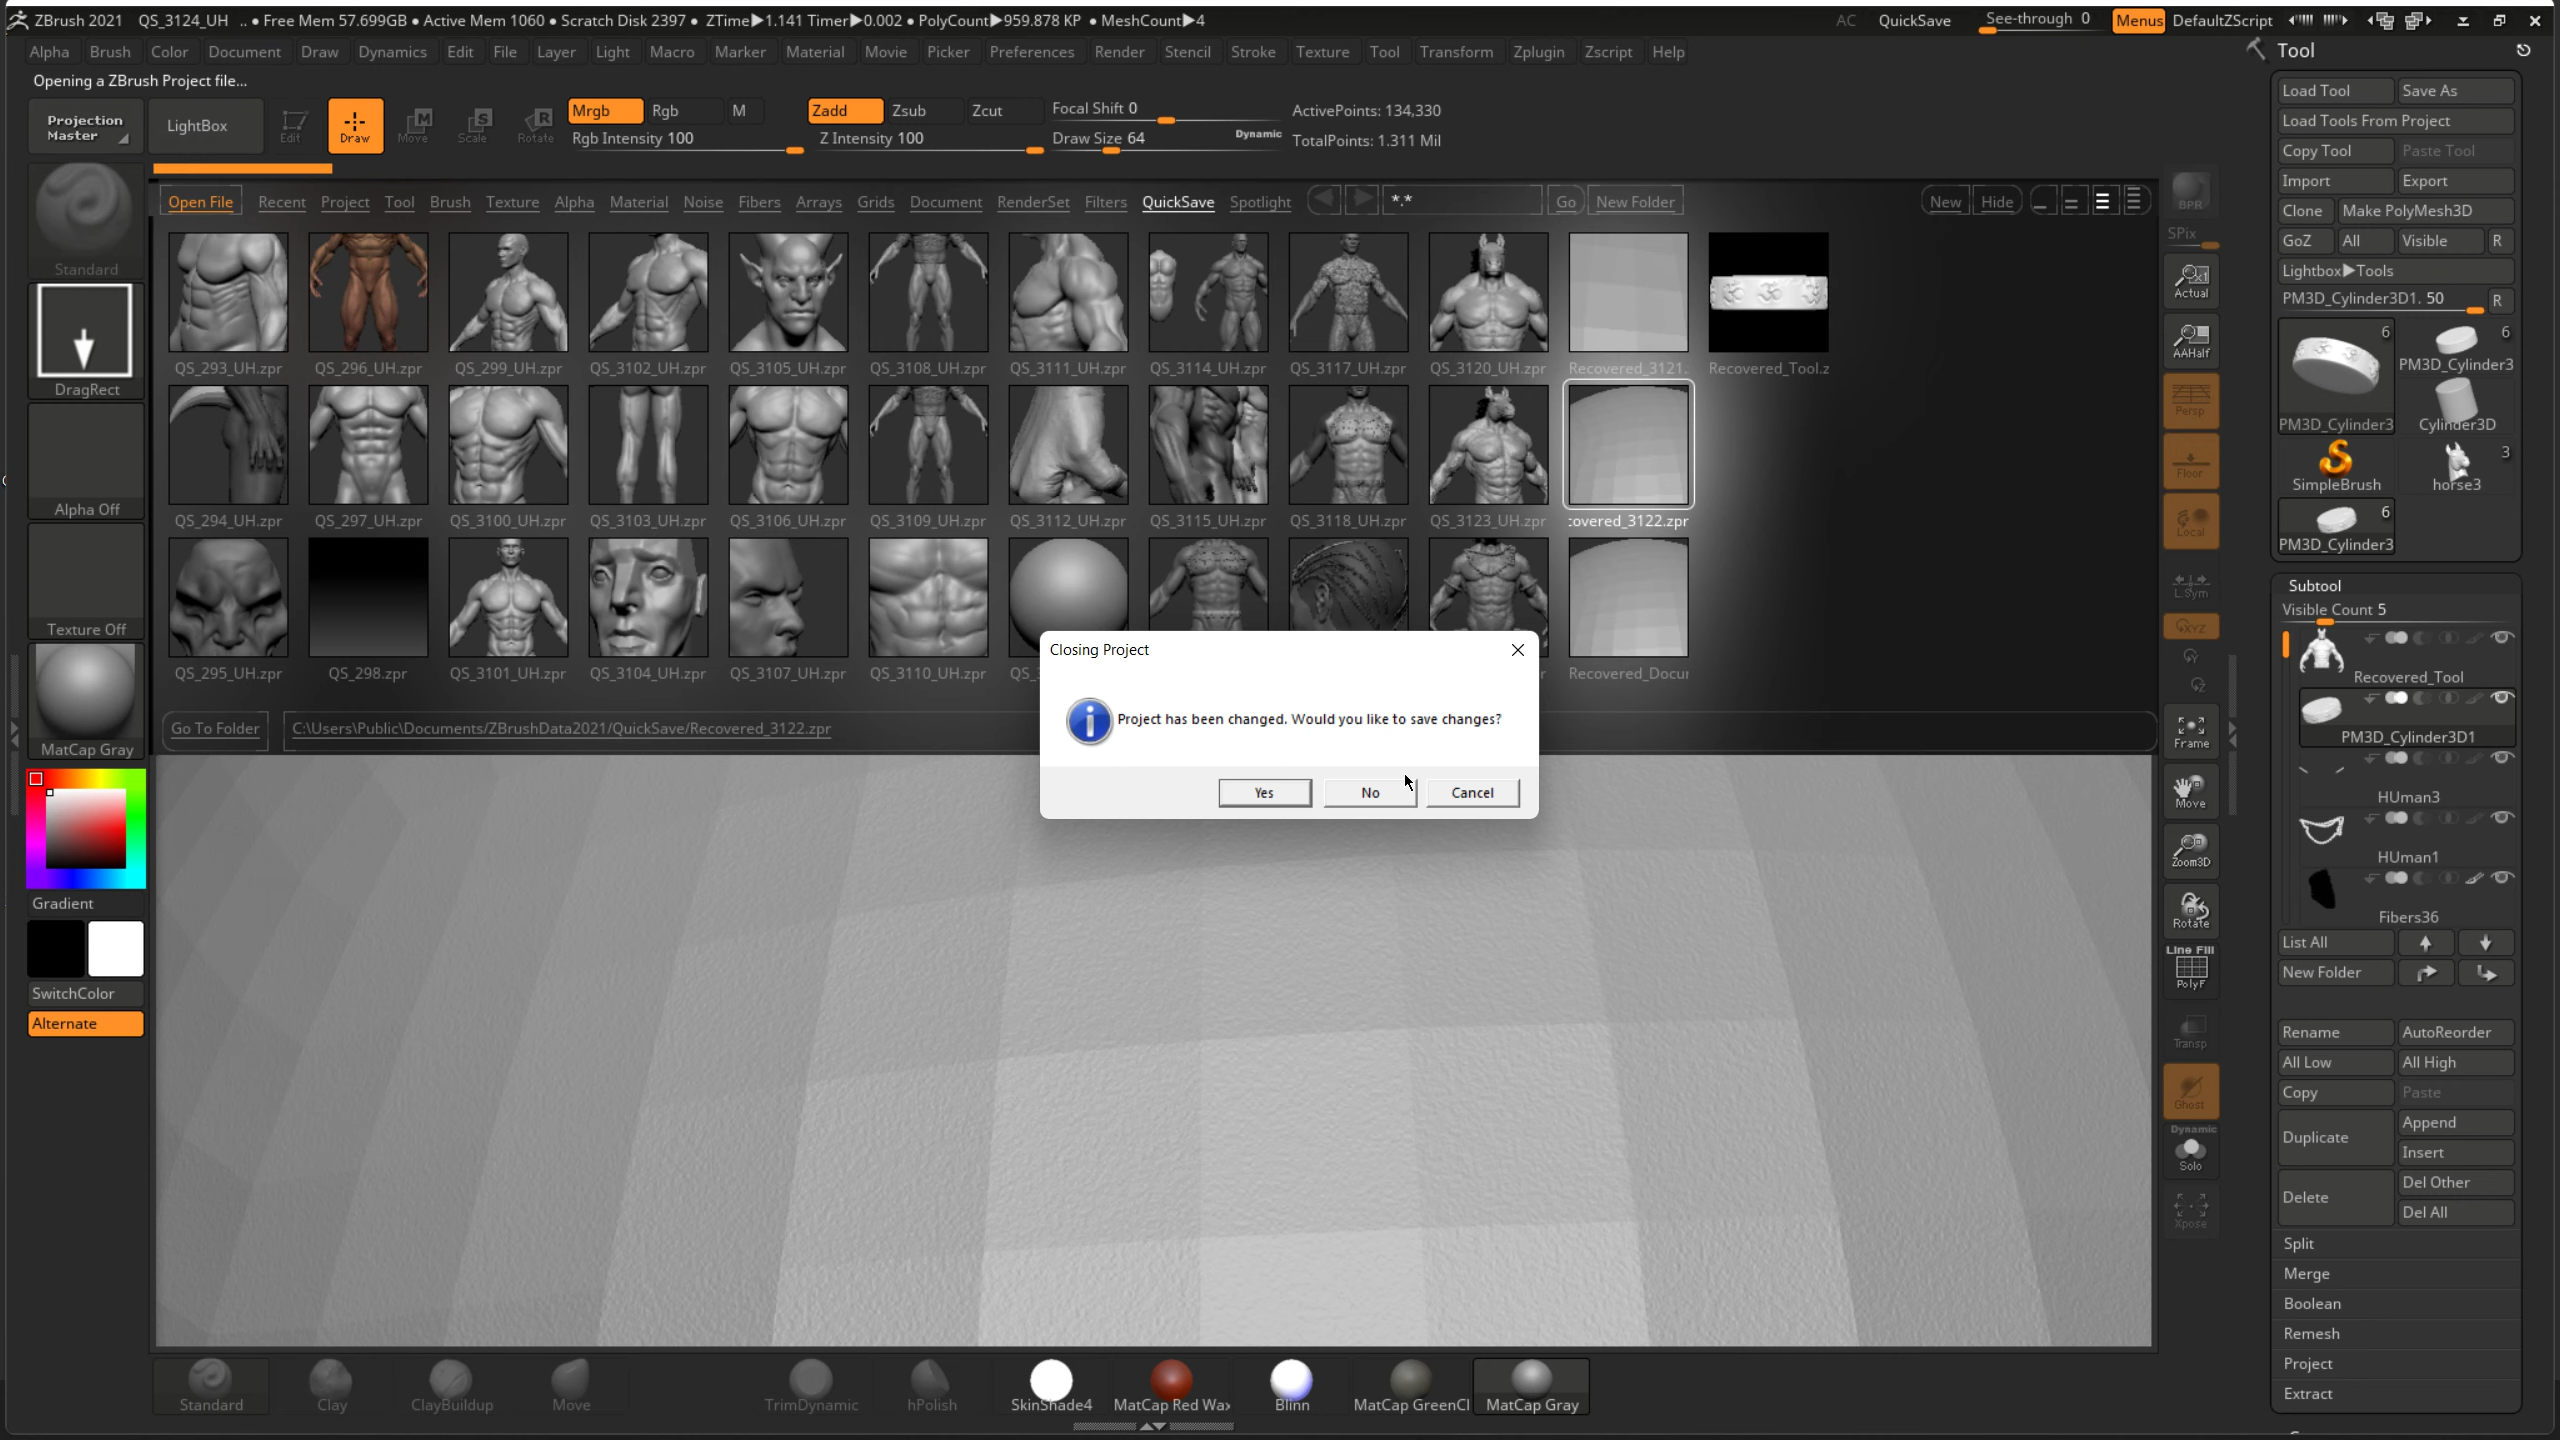 ZBrush 2021 QS_3124_UH .. • Free Mem 57.699GB • Active Mem 1060 • Scratch Disk 2397 • ZTime▶1.141 Timer▶0.002 • PolyCount▶959.878 KP • MeshCount▶4 AC QuickSave See-through 0 Menus DefaultZScript
Alpha Brush Color Document Draw Dynamics Edit File Layer Light Macro Marker Material Movie Picker Preferences Render Stencil Stroke Texture Tool Transform Zplugin Zscript Help
Opening a ZBrush Project file...
Projection Master
LightBox
Edit Draw Move Scale Rotate
Mrgb Rgb M Zadd Zsub Zcut Focal Shift 0 ActivePoints: 134,330
Rgb Intensity 100 Z Intensity 100 Draw Size 64 Dynamic TotalPoints: 1.311 Mil
Open File Recent Project Tool Brush Texture Alpha Material Noise Fibers Arrays Grids Document RenderSet Filters QuickSave Spotlight *.* Go New Folder New Hide
QS_293_UH.zpr QS_296_UH.zpr QS_299_UH.zpr QS_3102_UH.zpr QS_3105_UH.zpr QS_3108_UH.zpr QS_3111_UH.zpr QS_3114_UH.zpr QS_3117_UH.zpr QS_3120_UH.zpr Recovered_3121. Recovered_Tool.z
QS_294_UH.zpr QS_297_UH.zpr QS_3100_UH.zpr QS_3103_UH.zpr QS_3106_UH.zpr QS_3109_UH.zpr QS_3112_UH.zpr QS_3115_UH.zpr QS_3118_UH.zpr QS_3123_UH.zpr covered_3122.zpr
QS_295_UH.zpr QS_298.zpr QS_3101_UH.zpr QS_3104_UH.zpr QS_3107_UH.zpr QS_3110_UH.zpr Recovered_Docur
Go To Folder C:\Users\Public\Documents\ZBrushData2021/QuickSave/Recovered_3122.zpr
Closing Project
Project has been changed. Would you like to save changes?
Yes No Cancel
Standard
DragRect
Alpha Off
Texture Off
MatCap Gray
Gradient
SwitchColor
Alternate
BPR
SPix
Actual
AAHalf
Persp
Floor
Local
L.Sym
XYZ
Frame
Move
Zoom3D
Rotate
Line Fill
PolyF
Transp
Ghost
Dynamic
Solo
Xpose
Tool
Load Tool Save As
Load Tools From Project
Copy Tool Paste Tool
Import Export
Clone Make PolyMesh3D
GoZ All Visible R
Lightbox▶Tools
PM3D_Cylinder3D1. 50 R
6 6
PM3D_Cylinder3
PM3D_Cylinder3 Cylinder3D
3
SimpleBrush horse3
6
PM3D_Cylinder3
Subtool
Visible Count 5
Recovered_Tool
PM3D_Cylinder3D1
HUman3
HUman1
Fibers36
List All
New Folder
Rename AutoReorder
All Low All High
Copy Paste
Append
Duplicate
Insert
Del Other
Delete
Del All
Split
Merge
Boolean
Remesh
Project
Extract
Standard Clay ClayBuildup Move TrimDynamic hPolish SkinShade4 MatCap Red Wax Blinn MatCap GreenCl MatCap Gray